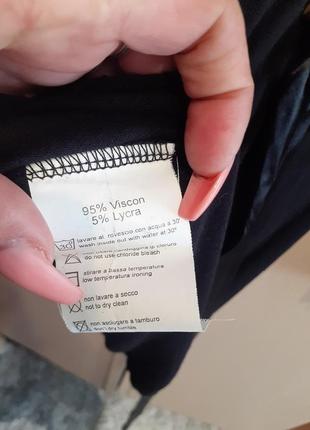 95% Viscon
5% Lycra
lavare al rovescio con acqua a 30°
wash inside out with water at 30°
do not use chloride bleach
stirare a bassa temperatura
low temperature ironing
non lavare a secco
not to dry clean
non asciugare a tamburo
don't tumble